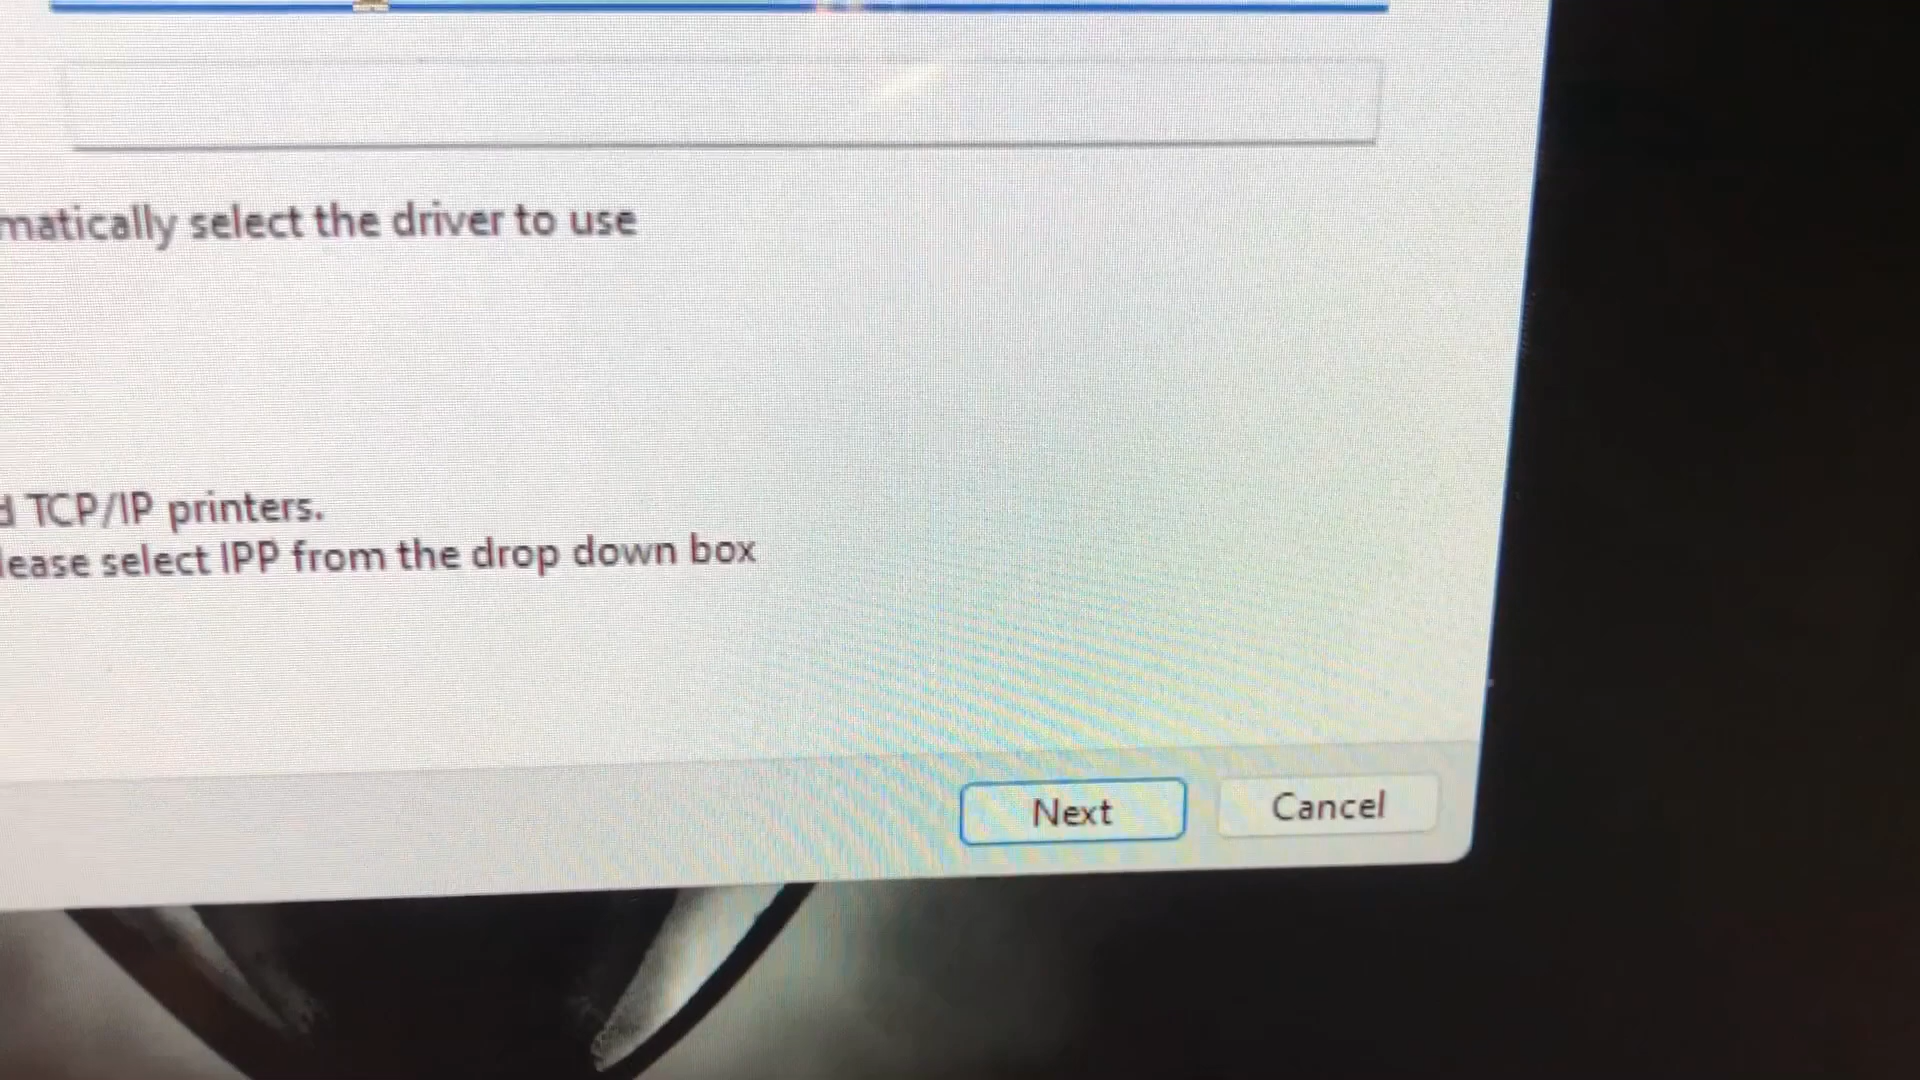 matically select the driver to use
d TCP/IP printers.
lease select IPP from the drop down box
Next
Cancel